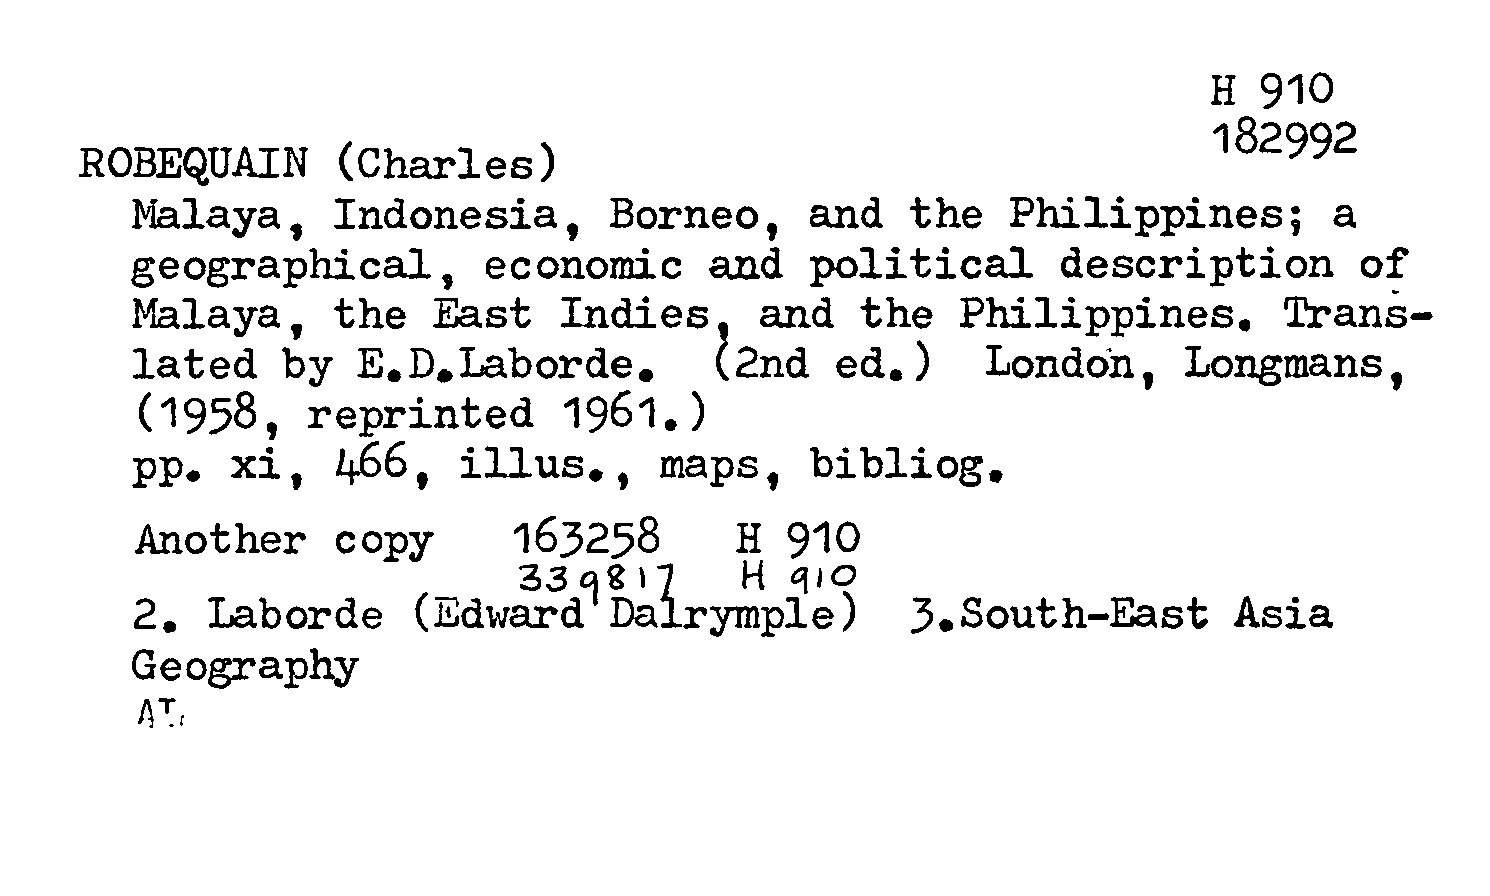 H 910
182992
ROBEQUAIN (Charles)
Malaya, Indonesia, Borneo, and the Philippines; a
geographical, economic and political description of
Malaya, the East Indies, and the Philippines. Trans-
lated by E.D.Laborde. (2nd ed.) London, Longmans,
(1958, reprinted 1961.)
pp. xi, 466, illus., maps, bibliog.
Another copy 163258 H 910
339817 H 910
2. Laborde (Edward Dalrymple) 3.South-East Asia
Geography